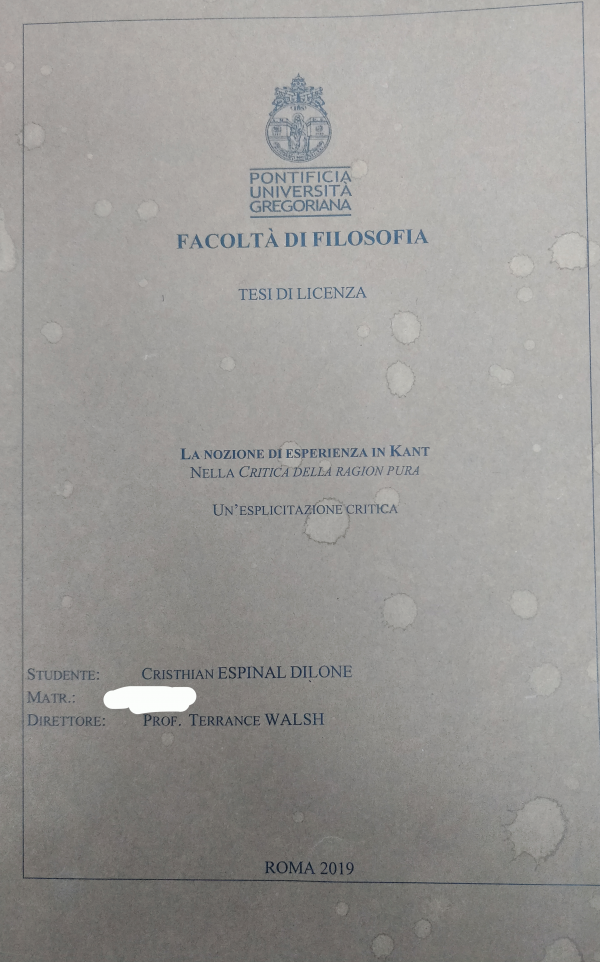 PONTIFICIA
UNIVERSITÀ
GREGORIANA
FACOLTÀ DI FILOSOFIA
TESI DI LICENZA
LA NOZIONE DI ESPERIENZA IN KANT
NELLA CRITICA DELLA RAGION PURA
UN'ESPLICITAZIONE CRITICA
STUDENTE: CRISTHIAN ESPINAL DILONE
MATR.:
DIRETTORE: PROF. TERRANCE WALSH
ROMA 2019